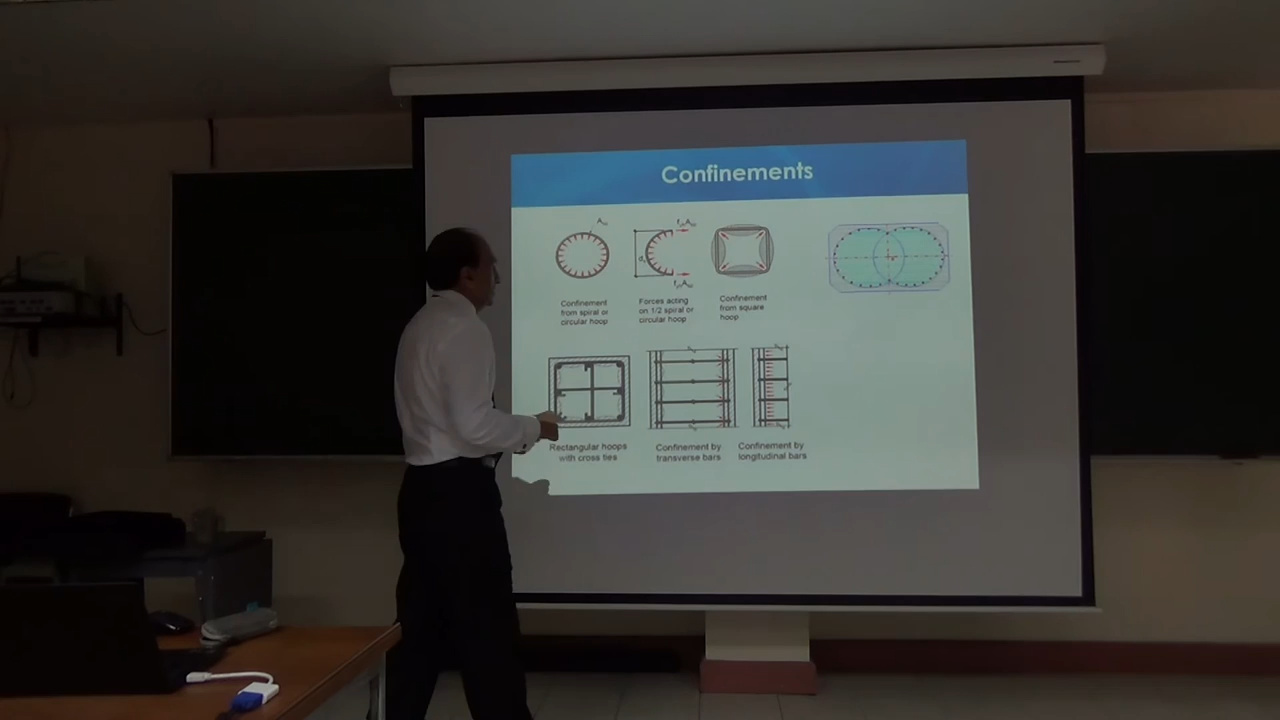 Confinements
Confinement
from spiral or
circular hoop
Forces acting
on 1/2 spiral or
circular hoop
Confinement
from square
hoop
Rectangular hoops
with cross ties
Confinement by
transverse bars
Confinement by
longitudinal bars